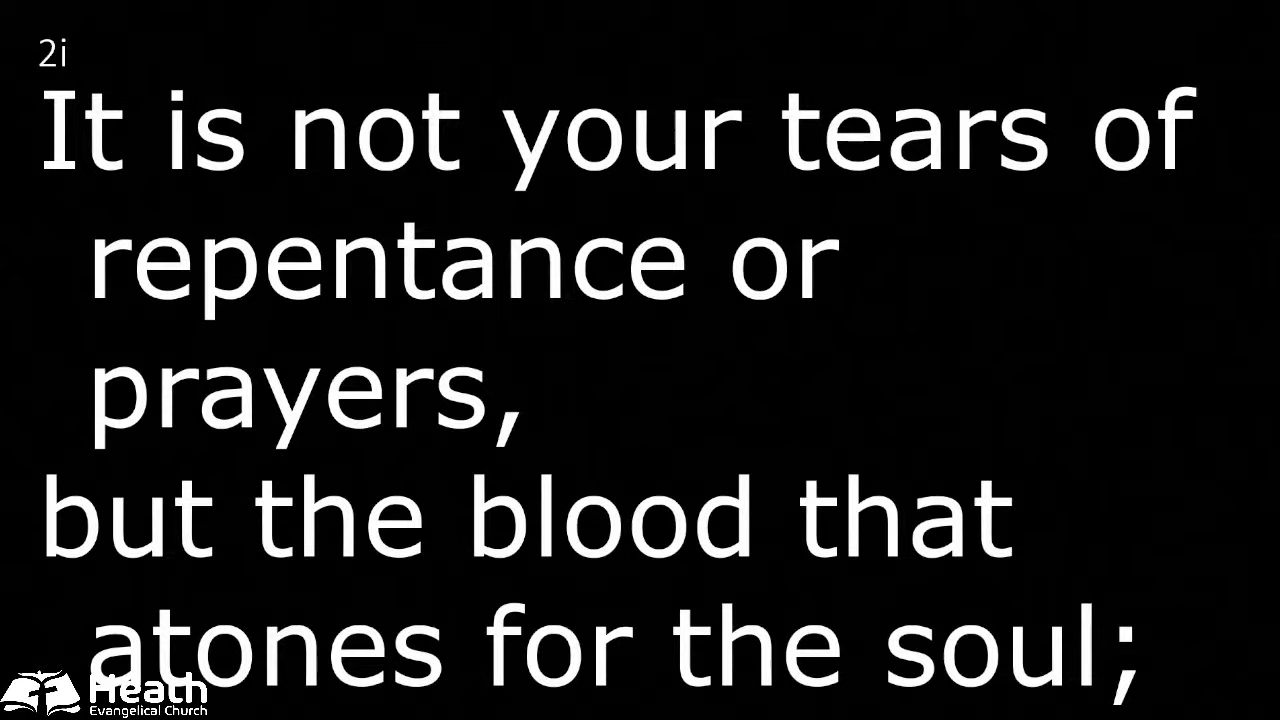 2i
It is not your tears of
repentance or
prayers,
but the blood that
atones for the soul;
Heath
Evangelical Church